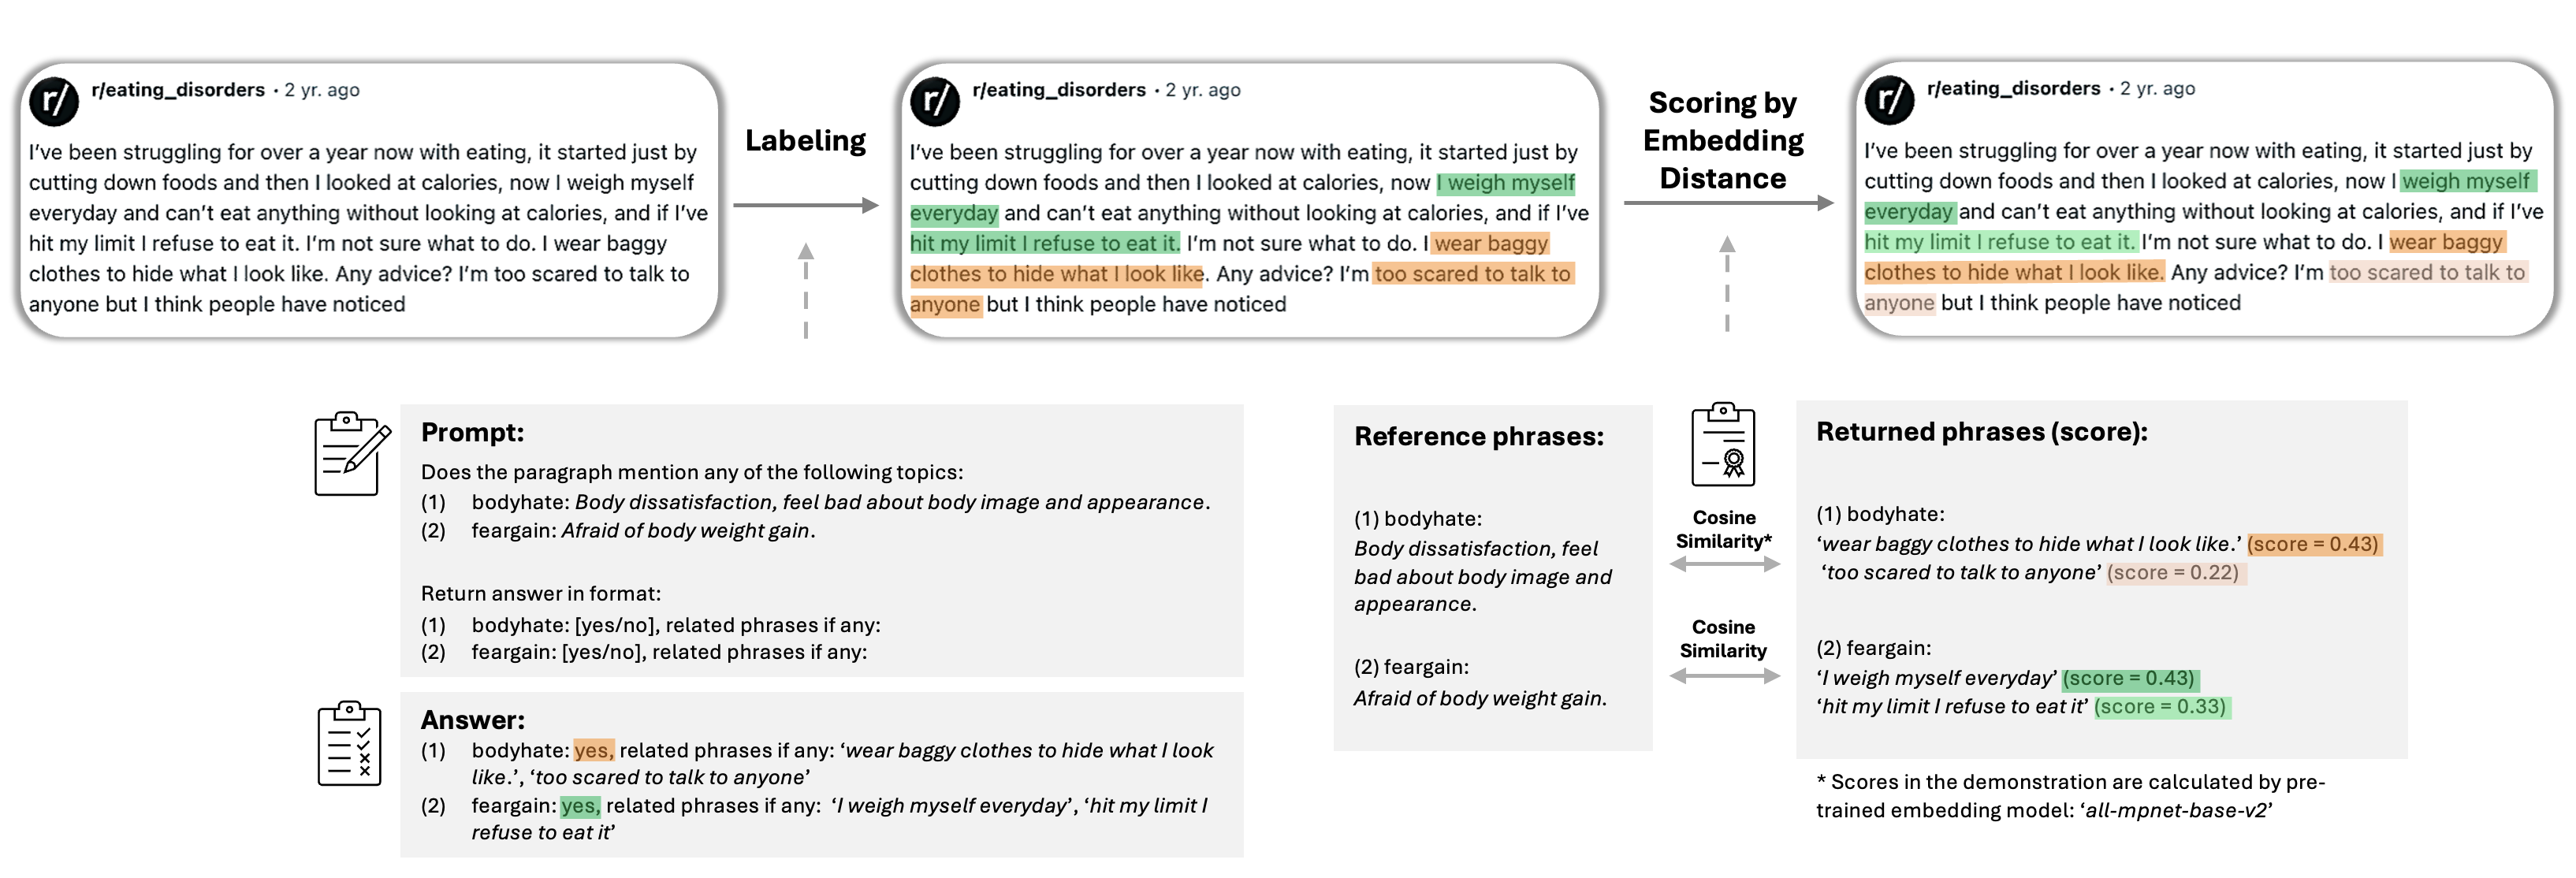 r/
r/eating_disorders · 2 yr. ago
I've been struggling for over a year now with eating, it started just by
cutting down foods and then I looked at calories, now I weigh myself
everyday and can't eat anything without looking at calories, and if I've
hit my limit I refuse to eat it. I'm not sure what to do. I wear baggy
clothes to hide what I look like. Any advice? I'm too scared to talk to
anyone but I think people have noticed
Labeling
r/
r/eating_disorders · 2 yr. ago
I've been struggling for over a year now with eating, it started just by
cutting down foods and then I looked at calories, now I weigh myself
everyday and can't eat anything without looking at calories, and if I've
hit my limit I refuse to eat it. I'm not sure what to do. I wear baggy
clothes to hide what I look like. Any advice? I'm too scared to talk to
anyone but I think people have noticed
Scoring by
Embedding
Distance
r/
r/eating_disorders · 2 yr. ago
I've been struggling for over a year now with eating, it started just by
cutting down foods and then I looked at calories, now I weigh myself
everyday and can't eat anything without looking at calories, and if I've
hit my limit I refuse to eat it. I'm not sure what to do. I wear baggy
clothes to hide what I look like. Any advice? I'm too scared to talk to
anyone but I think people have noticed
Prompt:
Does the paragraph mention any of the following topics:
(1) bodyhate: Body dissatisfaction, feel bad about body image and appearance.
(2) feargain: Afraid of body weight gain.
Return answer in format:
(1) bodyhate: [yes/no], related phrases if any:
(2) feargain: [yes/no], related phrases if any:
Answer:
(1) bodyhate: yes, related phrases if any: ‘wear baggy clothes to hide what I look
like.’, ‘too scared to talk to anyone’
(2) feargain: yes, related phrases if any: ‘I weigh myself everyday’, ‘hit my limit I
refuse to eat it’
Reference phrases:
(1) bodyhate:
Body dissatisfaction, feel
bad about body image and
appearance.
(2) feargain:
Afraid of body weight gain.
Cosine
Similarity*
Cosine
Similarity
Returned phrases (score):
(1) bodyhate:
‘wear baggy clothes to hide what I look like.’ (score = 0.43)
‘too scared to talk to anyone’ (score = 0.22)
(2) feargain:
‘I weigh myself everyday’ (score = 0.43)
‘hit my limit I refuse to eat it’ (score = 0.33)
* Scores in the demonstration are calculated by pre-
trained embedding model: ‘all-mpnet-base-v2’